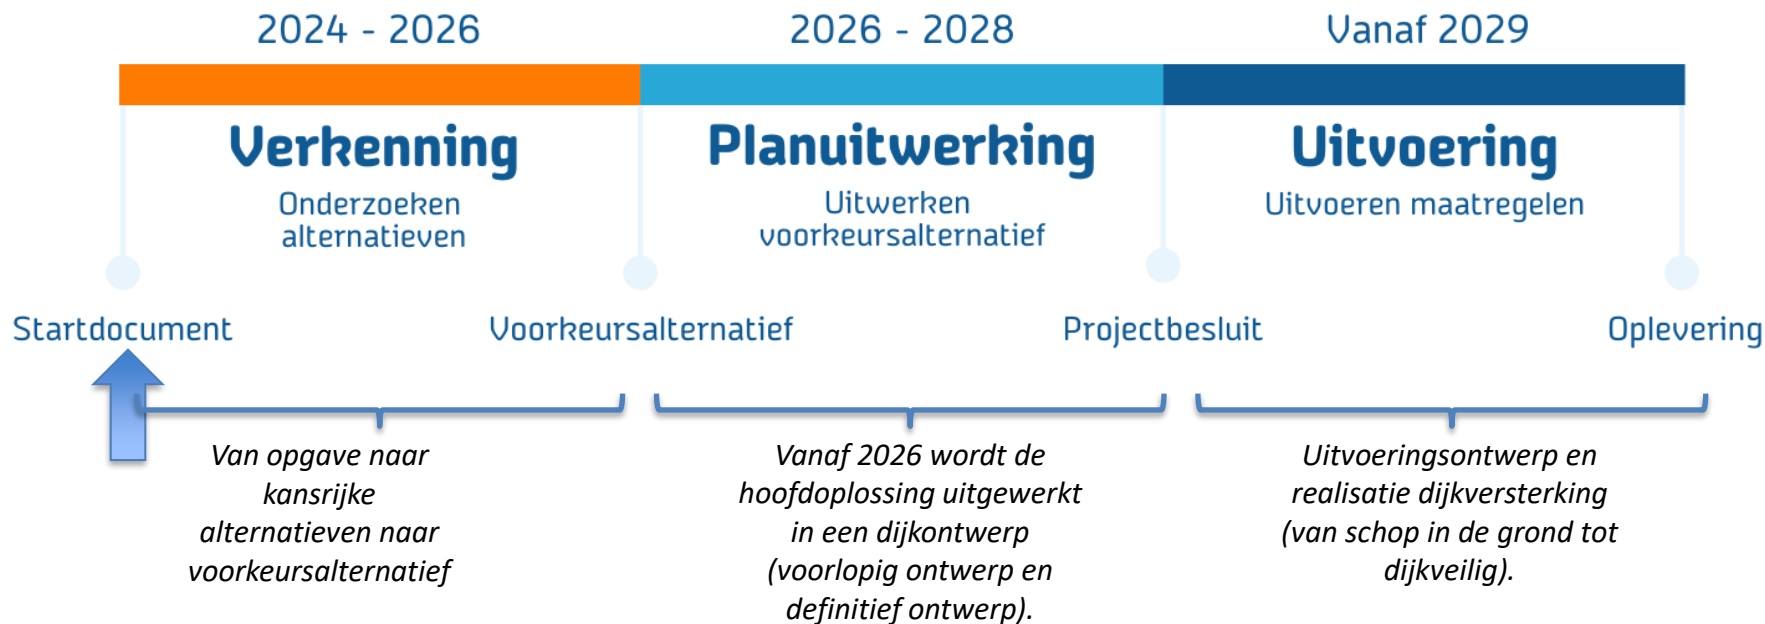 2024 - 2026
2026 - 2028
Vanaf 2029
Verkenning
Planuitwerking
Uitvoering
Onderzoeken
alternatieven
Uitwerken
voorkeursalternatief
Uitvoeren maatregelen
Startdocument
Voorkeursalternatief
Projectbesluit
Oplevering
Van opgave naar
kansrijke
alternatieven naar
voorkeursalternatief
Vanaf 2026 wordt de
hoofdoplossing uitgewerkt
in een dijkontwerp
(voorlopig ontwerp en
definitief ontwerp).
Uitvoeringsontwerp en
realisatie dijkversterking
(van schop in de grond tot
dijkveilig).